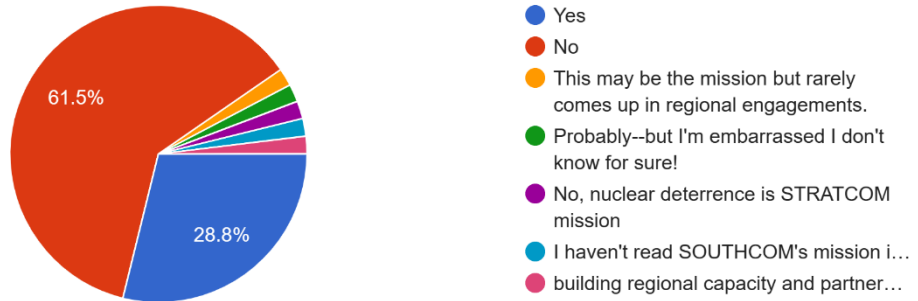 61.5%
28.8%
Yes
No
This may be the mission but rarely
comes up in regional engagements.
Probably--but I'm embarrassed I don't
know for sure!
No, nuclear deterrence is STRATCOM
mission
I haven't read SOUTHCOM's mission i…
building regional capacity and partner…